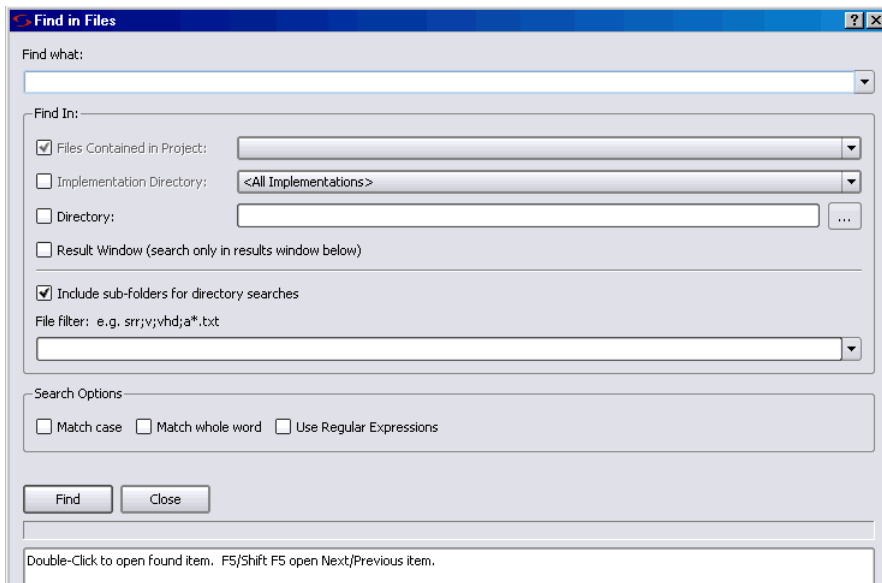 Find in Files
Find what:
Find In:
Files Contained in Project:
Implementation Directory: <All Implementations>
Directory: ...
Result Window (search only in results window below)
Include sub-folders for directory searches
File filter: e.g. srr;v;vhd;a*.txt
Search Options
Match case Match whole word Use Regular Expressions
Find Close
Double-Click to open found item. F5/Shift F5 open Next/Previous item.